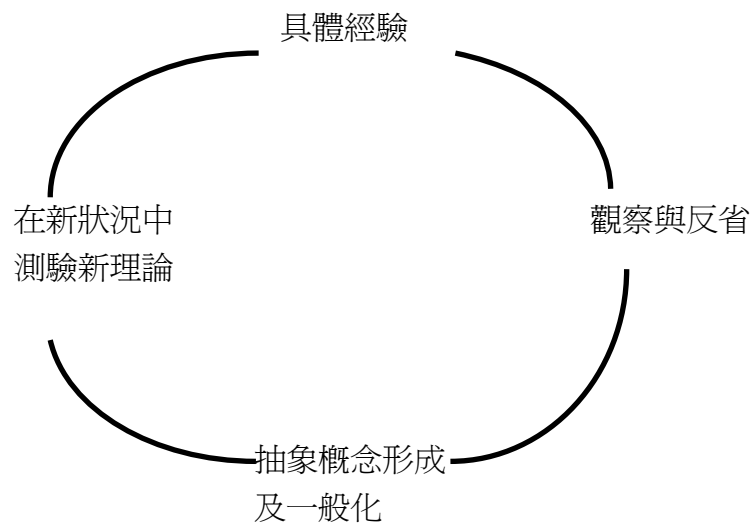 具體經驗
在新狀況中
測驗新理論
觀察與反省
抽象概念形成
及一般化